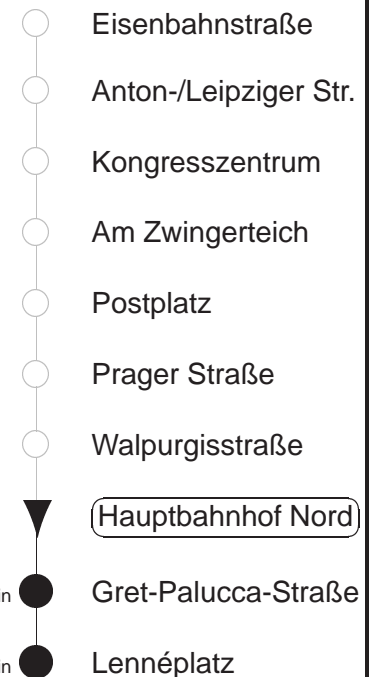 Eisenbahnstraße
Anton-/Leipziger Str.
Kongresszentrum
Am Zwingerteich
Postplatz
Prager Straße
Walpurgisstraße
Hauptbahnhof Nord
Gret-Palucca-Straße
Lennéplatz